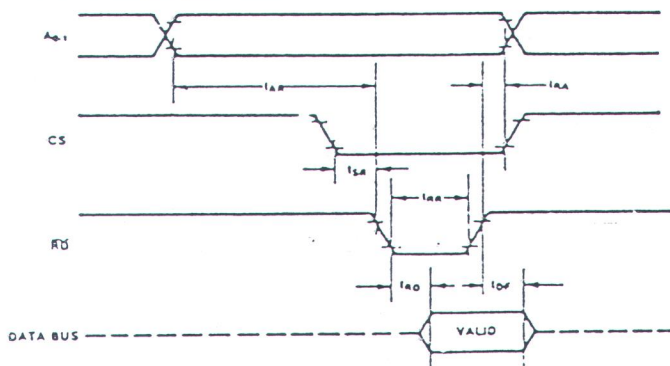 A0-1
tAR
tRA
CS
tSR
tRR
RD
tRD
tDF
DATA BUS
VALID